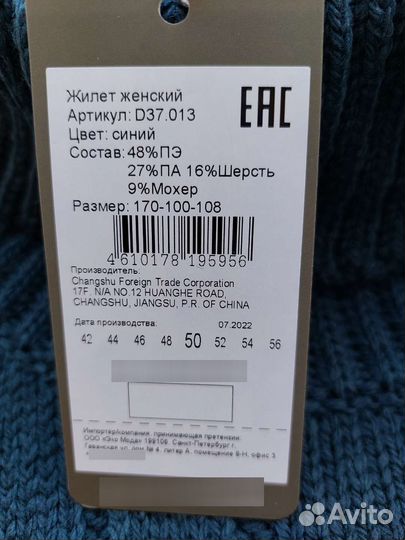 Жилет женский
EAC
Артикул: D37.013
Цвет: синий
Состав: 48%ПЭ
27%ПА 16%Шерсть
9%Мохер
Размер: 170-100-108
4 610178 195956
Производитель:
Changshu Foreign Trade Corporation
17F. N/A NO.12 HUANGHE ROAD,
CHANGSHU, JIANGSU, P.R. OF CHINA
Дата производства: 07.2022
42 44 46 48 50 52 54 56
Импортер/компания, принимающая претензии:
ООО «Эко Мода» 199106, Санкт-Петербург г.
Гаванская ул, дом № 4, литер А, помещение В-Н, офис 3
Avito